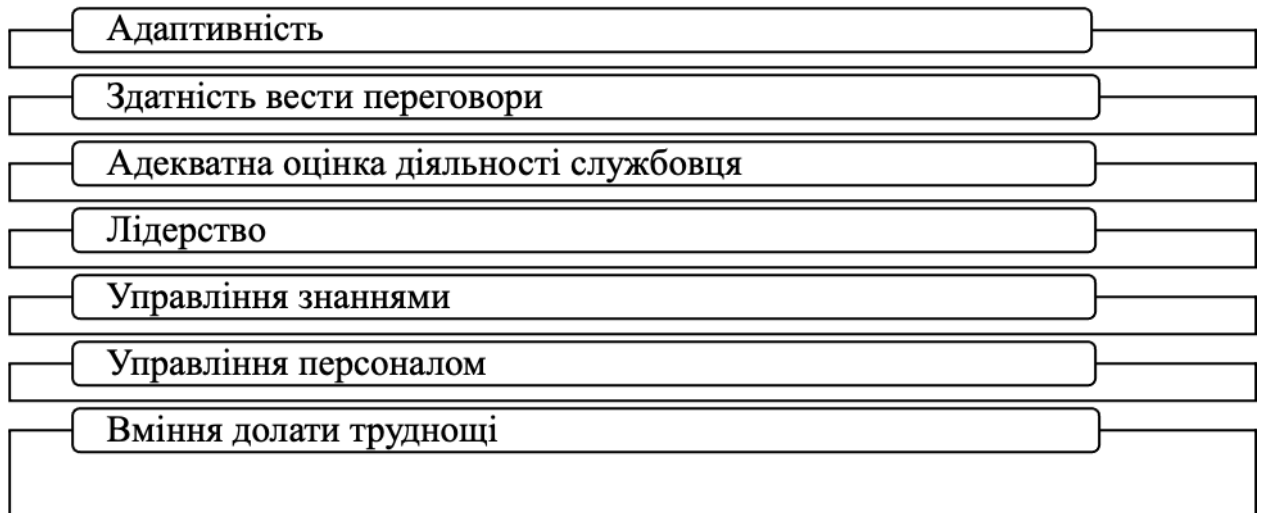 Адаптивність
Здатність вести переговори
Адекватна оцінка діяльності службовця
Лідерство
Управління знаннями
Управління персоналом
Вміння долати труднощі